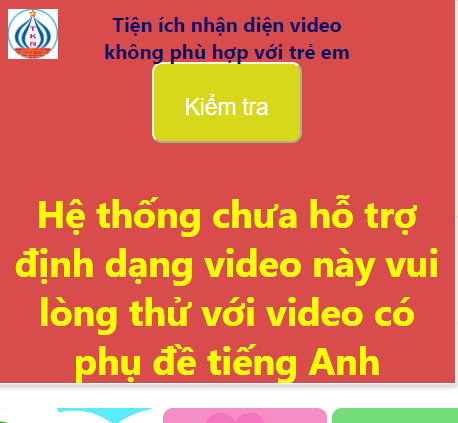 TKN
Tiện ích nhận diện video
không phù hợp với trẻ em
Kiểm tra
Hệ thống chưa hỗ trợ
định dạng video này vui
lòng thử với video có
phụ đề tiếng Anh